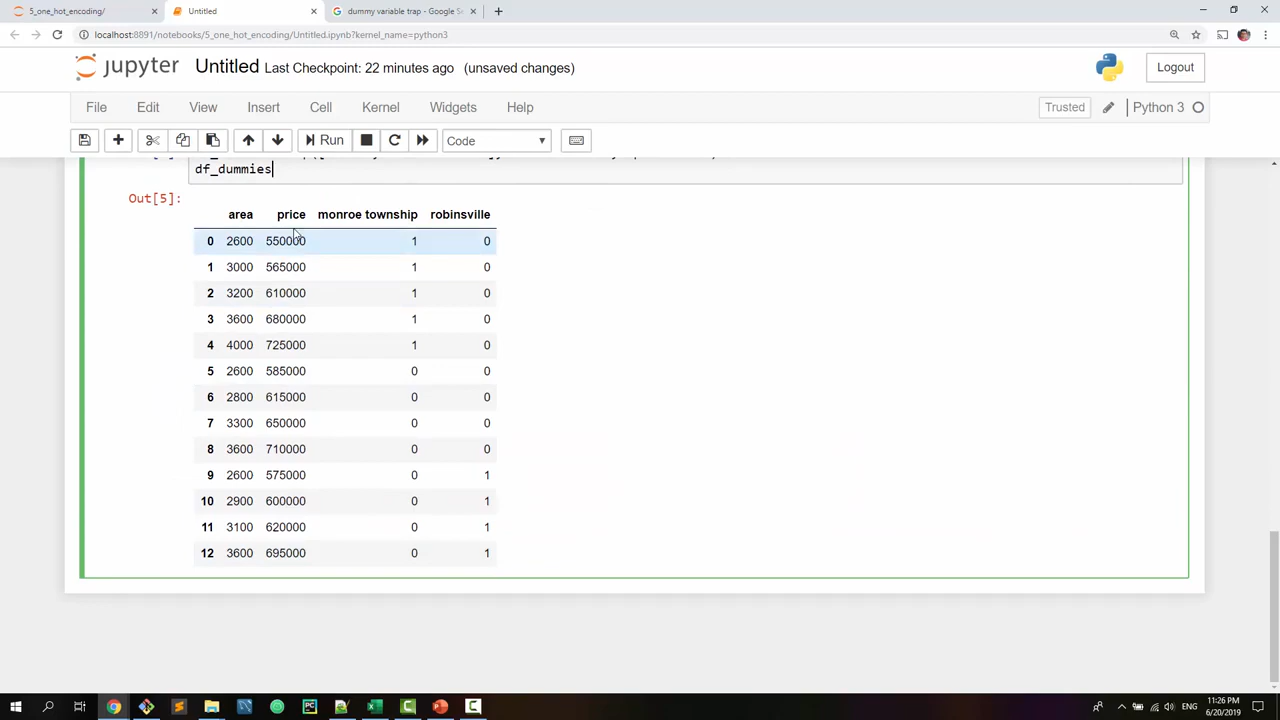 5_one_hot_encoding/ Untitled dummy variable trap - Google Se
localhost:8891/notebooks/5_one_hot_encoding/Untitled.ipynb?kernel_name=python3
jupyter Untitled Last Checkpoint: 22 minutes ago (unsaved changes) Logout
File Edit View Insert Cell Kernel Widgets Help Trusted Python 3
Run Code
df_dummies
Out[5]:
area price monroe township robinsville
0 2600 550000 1 0
1 3000 565000 1 0
2 3200 610000 1 0
3 3600 680000 1 0
4 4000 725000 1 0
5 2600 585000 0 0
6 2800 615000 0 0
7 3300 650000 0 0
8 3600 710000 0 0
9 2600 575000 0 1
10 2900 600000 0 1
11 3100 620000 0 1
12 3600 695000 0 1
11:26 PM
6/20/2019